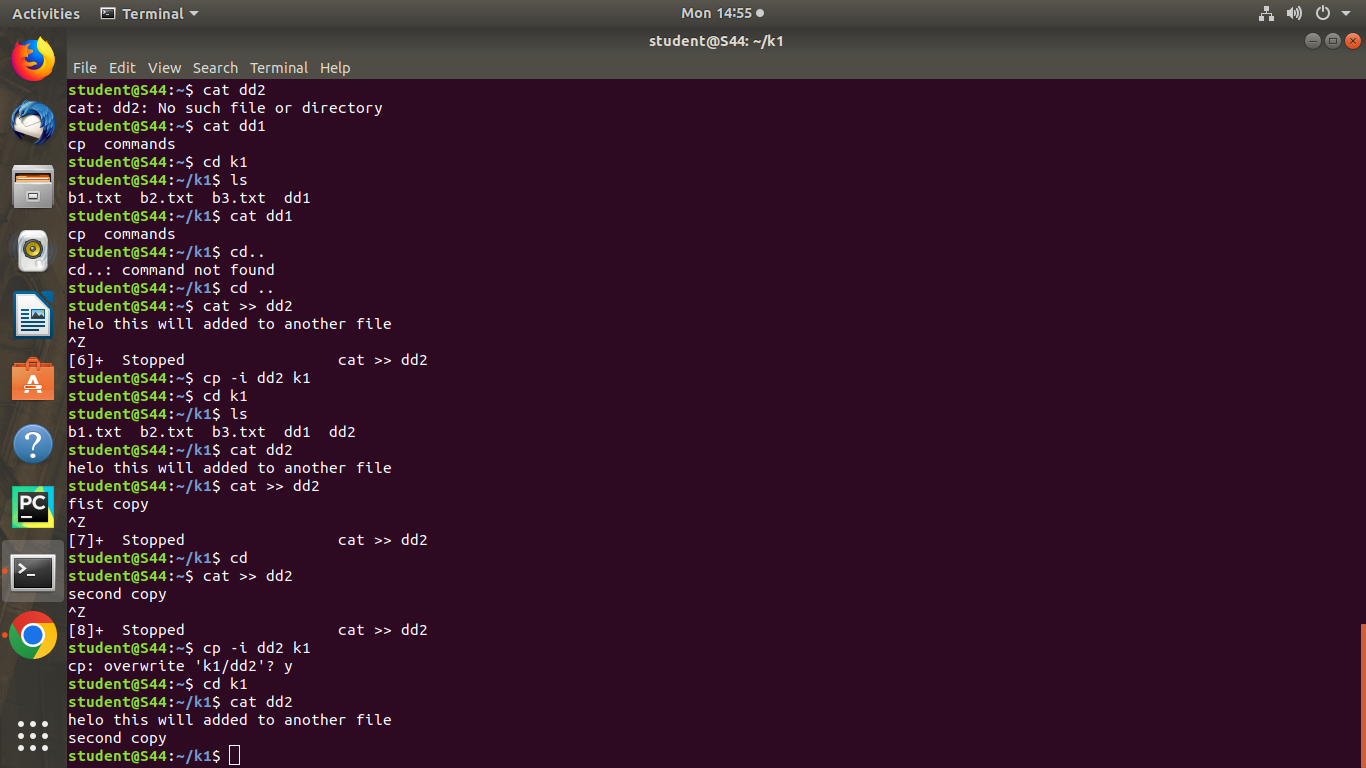 Activities Terminal Mon 14:55
student@S44: ~/k1
File Edit View Search Terminal Help
student@S44:~$ cat dd2
cat: dd2: No such file or directory
student@S44:~$ cat dd1
cp  commands
student@S44:~$ cd k1
student@S44:~/k1$ ls
b1.txt  b2.txt  b3.txt  dd1
student@S44:~/k1$ cat dd1
cp  commands
student@S44:~/k1$ cd..
cd..: command not found
student@S44:~/k1$ cd ..
student@S44:~$ cat >> dd2
helo this will added to another file
^Z
[6]+  Stopped                 cat >> dd2
student@S44:~$ cp -i dd2 k1
student@S44:~$ cd k1
student@S44:~/k1$ ls
b1.txt  b2.txt  b3.txt  dd1  dd2
student@S44:~/k1$ cat dd2
helo this will added to another file
student@S44:~/k1$ cat >> dd2
fist copy
^Z
[7]+  Stopped                 cat >> dd2
student@S44:~/k1$ cd
student@S44:~$ cat >> dd2
second copy
^Z
[8]+  Stopped                 cat >> dd2
student@S44:~$ cp -i dd2 k1
cp: overwrite 'k1/dd2'? y
student@S44:~$ cd k1
student@S44:~/k1$ cat dd2
helo this will added to another file
second copy
student@S44:~/k1$
PC